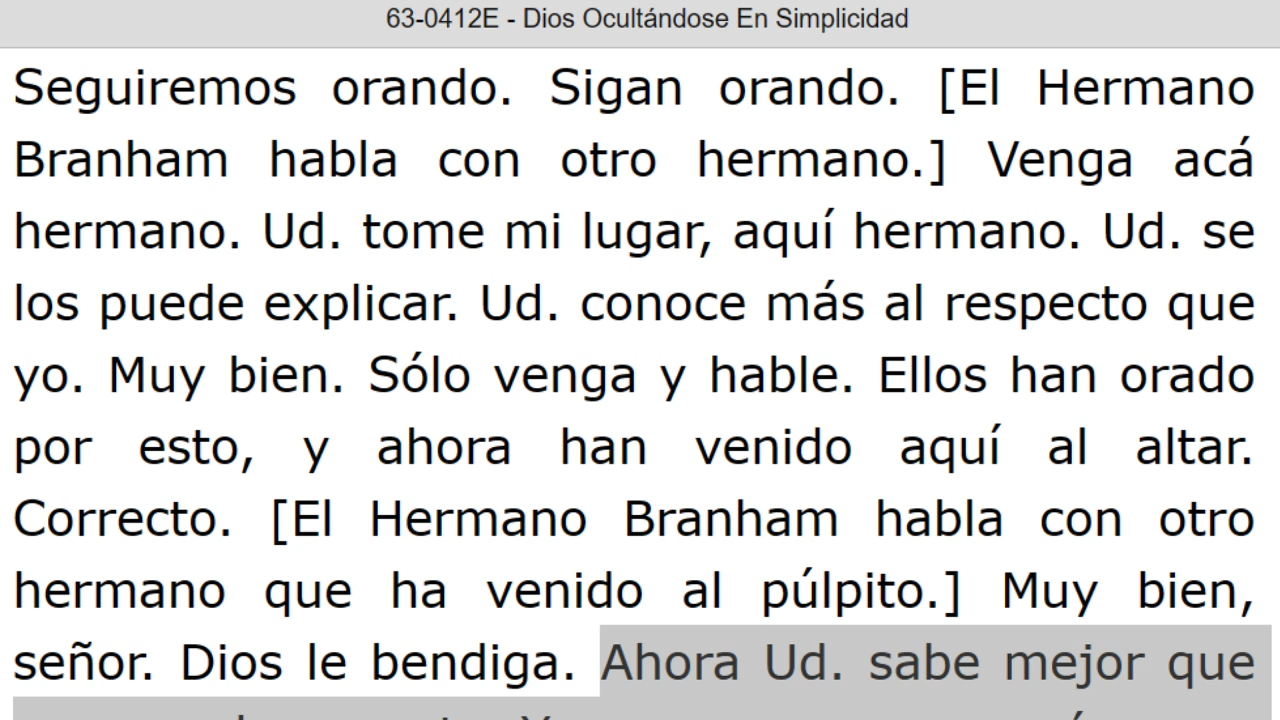 63-0412E - Dios Ocultándose En Simplicidad
Seguiremos orando. Sigan orando. [El Hermano
Branham habla con otro hermano.] Venga acá
hermano. Ud. tome mi lugar, aquí hermano. Ud. se
los puede explicar. Ud. conoce más al respecto que
yo. Muy bien. Sólo venga y hable. Ellos han orado
por esto, y ahora han venido aquí al altar.
Correcto. [El Hermano Branham habla con otro
hermano que ha venido al púlpito.] Muy bien,
señor. Dios le bendiga. Ahora Ud. sabe mejor que